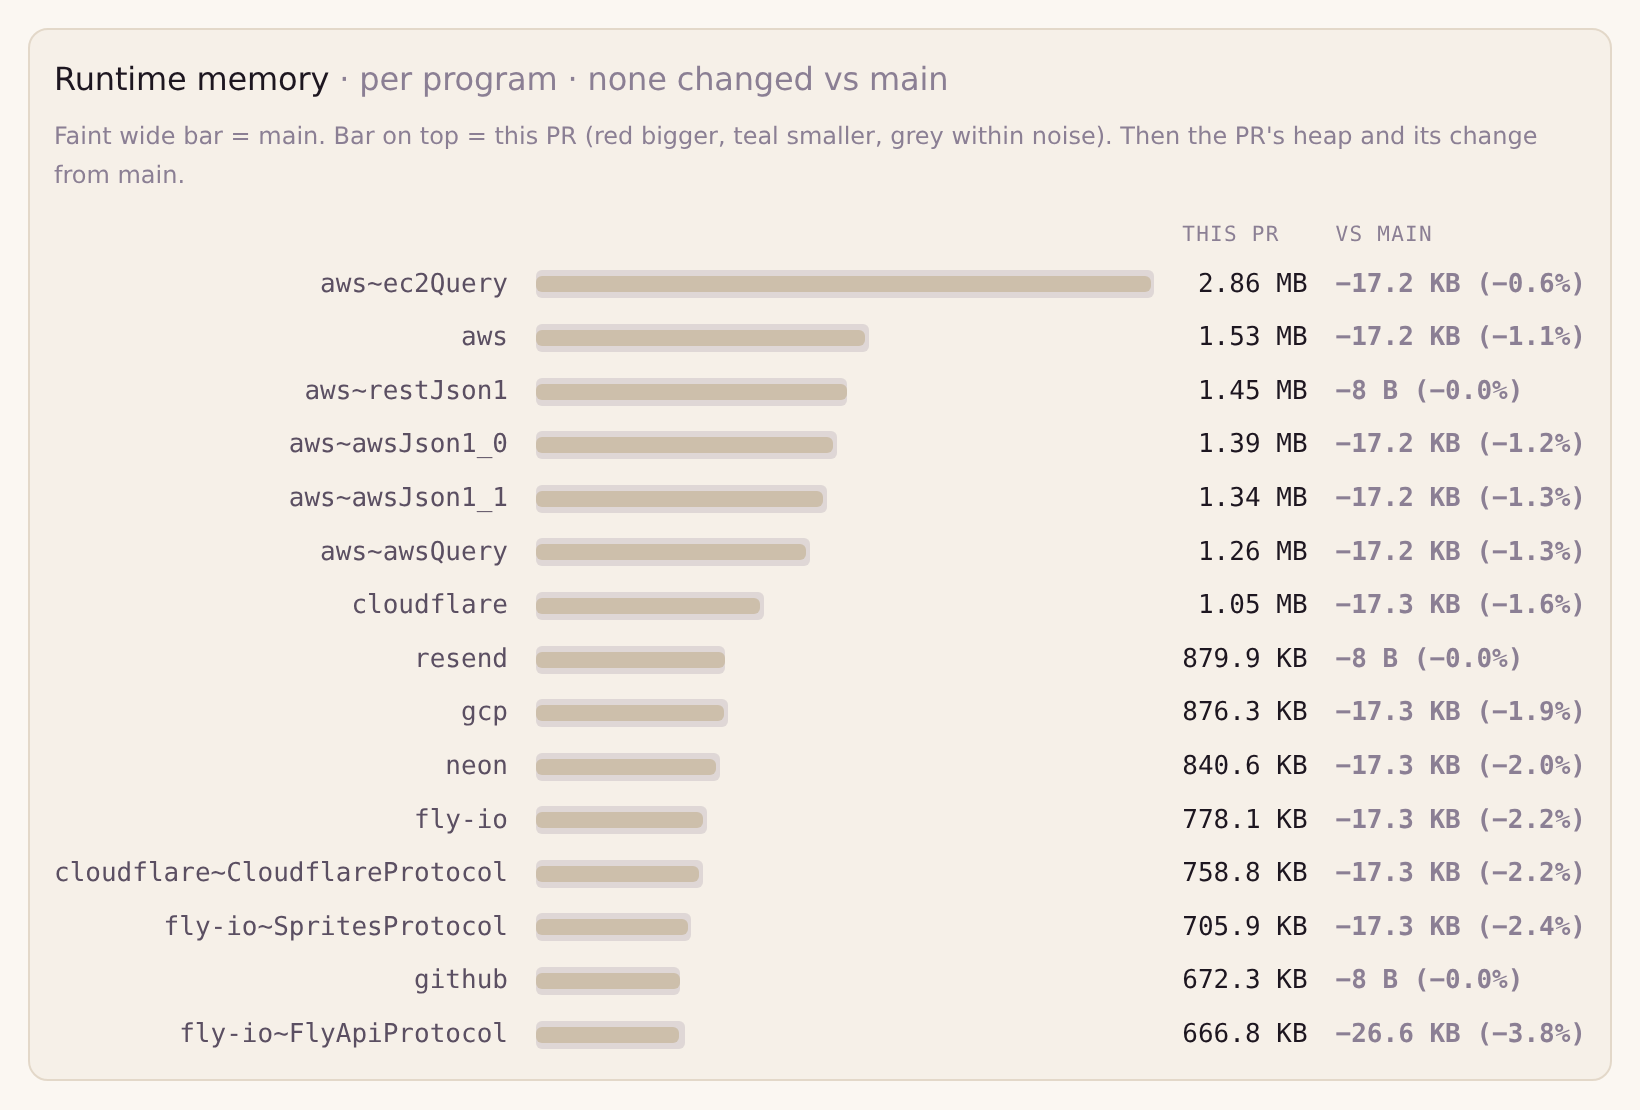 Runtime memory · per program · none changed vs main
Faint wide bar = main. Bar on top = this PR (red bigger, teal smaller, grey within noise). Then the PR's heap and its change
from main.
THIS PR VS MAIN
aws~ec2Query 2.86 MB −17.2 KB (−0.6%)
aws 1.53 MB −17.2 KB (−1.1%)
aws~restJson1 1.45 MB −8 B (−0.0%)
aws~awsJson1_0 1.39 MB −17.2 KB (−1.2%)
aws~awsJson1_1 1.34 MB −17.2 KB (−1.3%)
aws~awsQuery 1.26 MB −17.2 KB (−1.3%)
cloudflare 1.05 MB −17.3 KB (−1.6%)
resend 879.9 KB −8 B (−0.0%)
gcp 876.3 KB −17.3 KB (−1.9%)
neon 840.6 KB −17.3 KB (−2.0%)
fly-io 778.1 KB −17.3 KB (−2.2%)
cloudflare~CloudflareProtocol 758.8 KB −17.3 KB (−2.2%)
fly-io~SpritesProtocol 705.9 KB −17.3 KB (−2.4%)
github 672.3 KB −8 B (−0.0%)
fly-io~FlyApiProtocol 666.8 KB −26.6 KB (−3.8%)